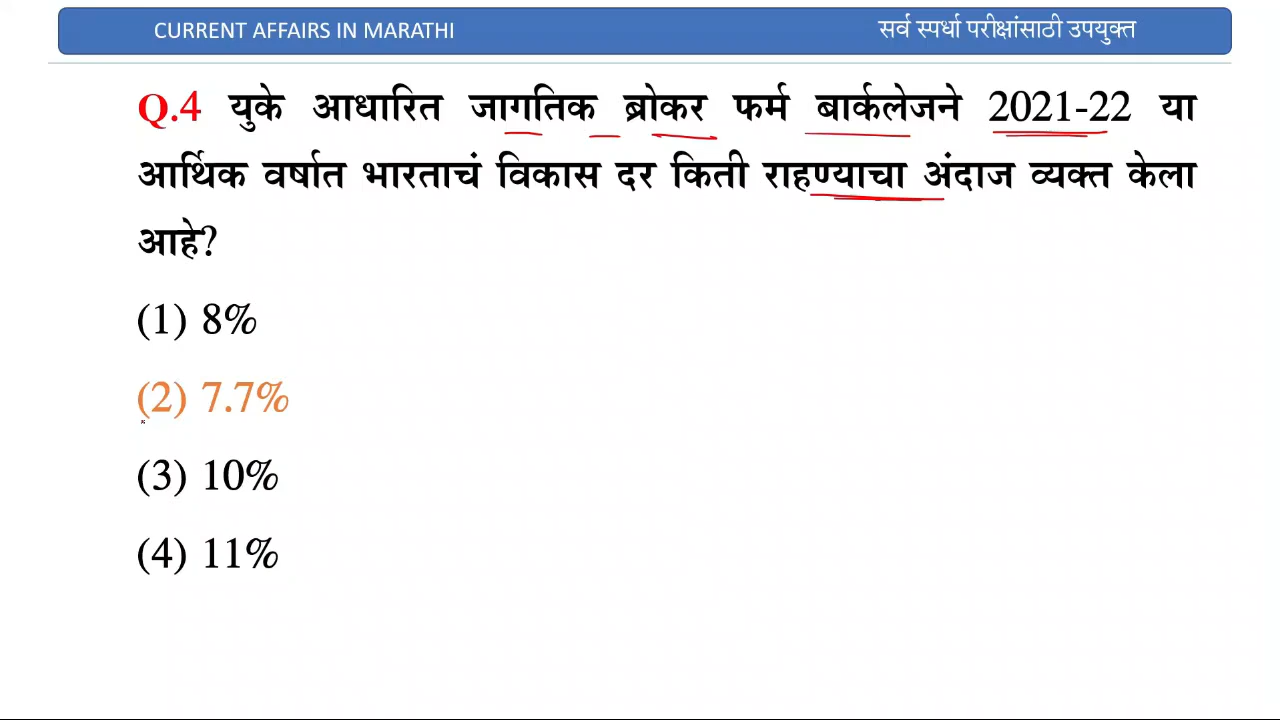 CURRENT AFFAIRS IN MARATHI
सर्व स्पर्धा परीक्षांसाठी उपयुक्त
Q.4 युके आधारित जागतिक ब्रोकर फर्म बार्कलेजने 2021-22 या
आर्थिक वर्षात भारताचं विकास दर किती राहण्याचा अंदाज व्यक्त केला
आहे?
(1) 8%
(2) 7.7%
(3) 10%
(4) 11%